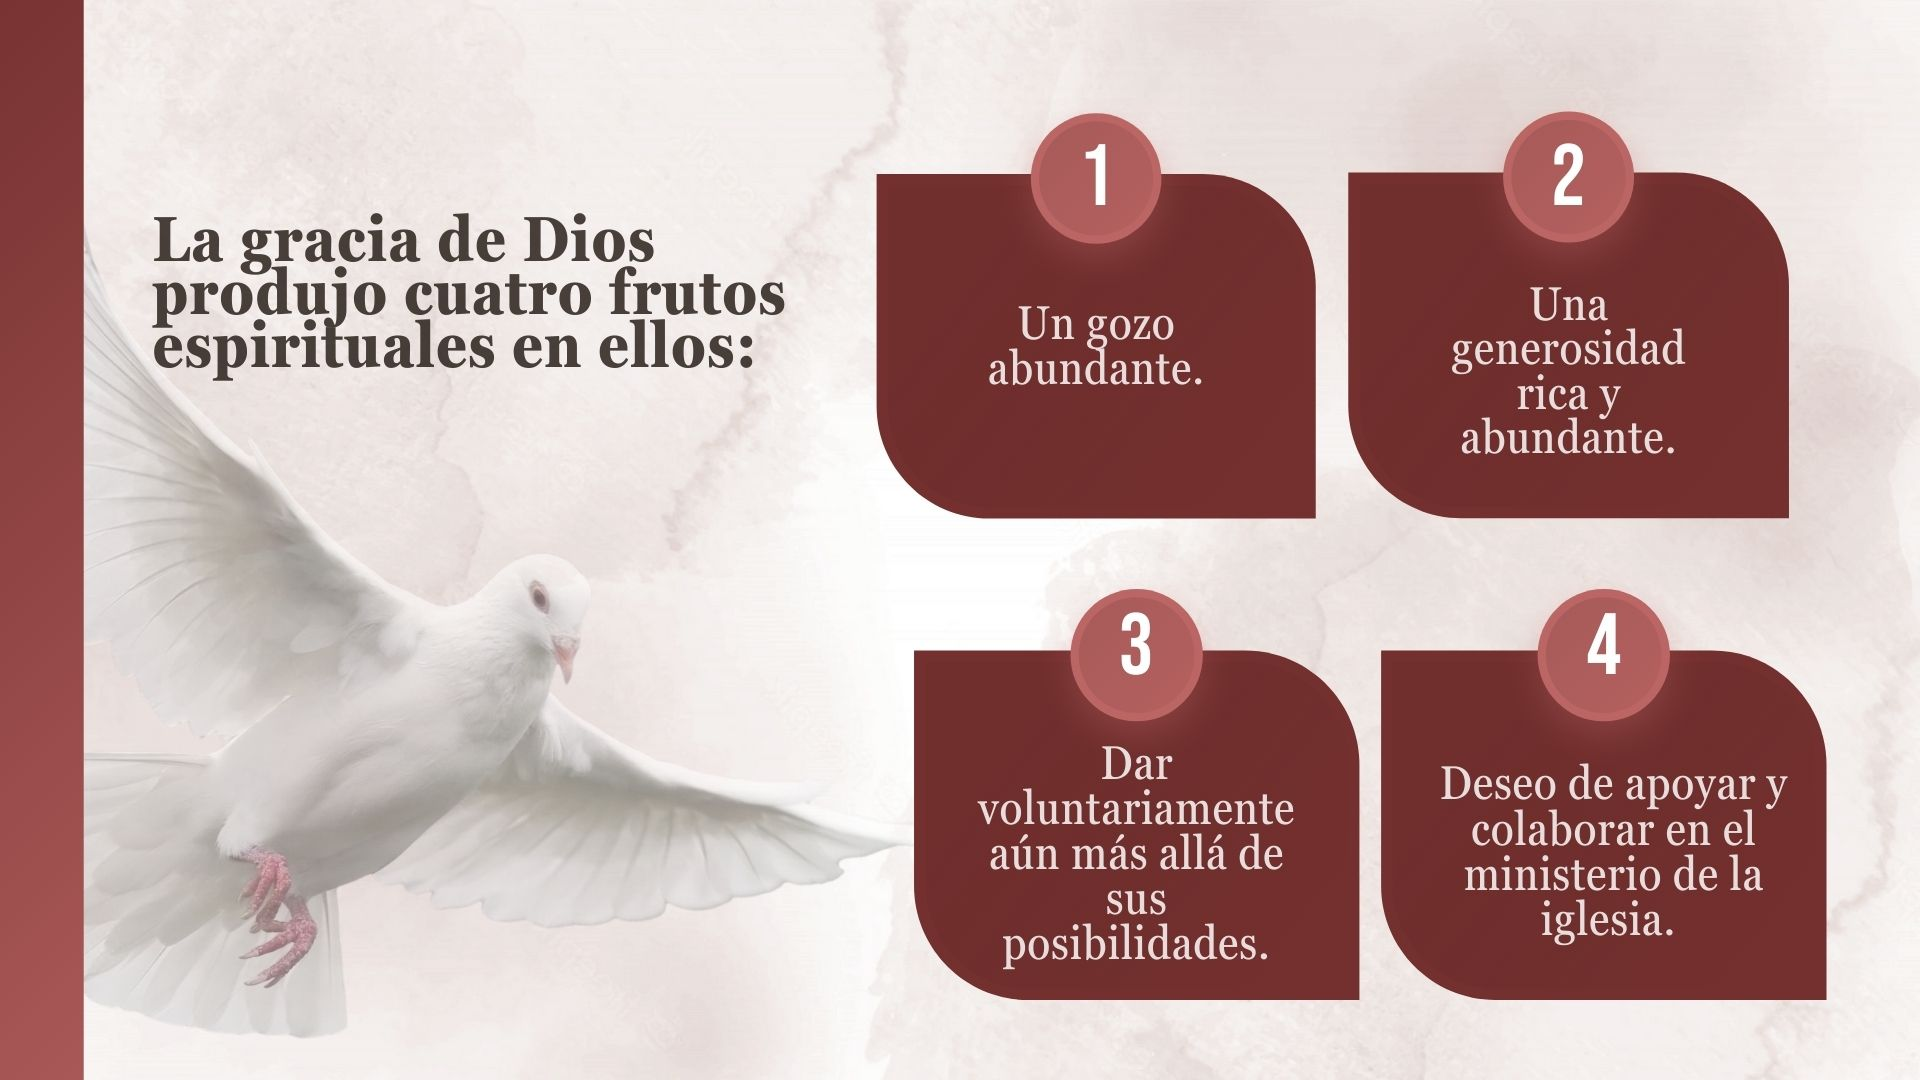 La gracia de Dios
produjo cuatro frutos
espirituales en ellos:
1
Un gozo
abundante.
2
Una
generosidad
rica y
abundante.
3
Dar
voluntariamente
aún más allá de
sus
posibilidades.
4
Deseo de apoyar y
colaborar en el
ministerio de la
iglesia.